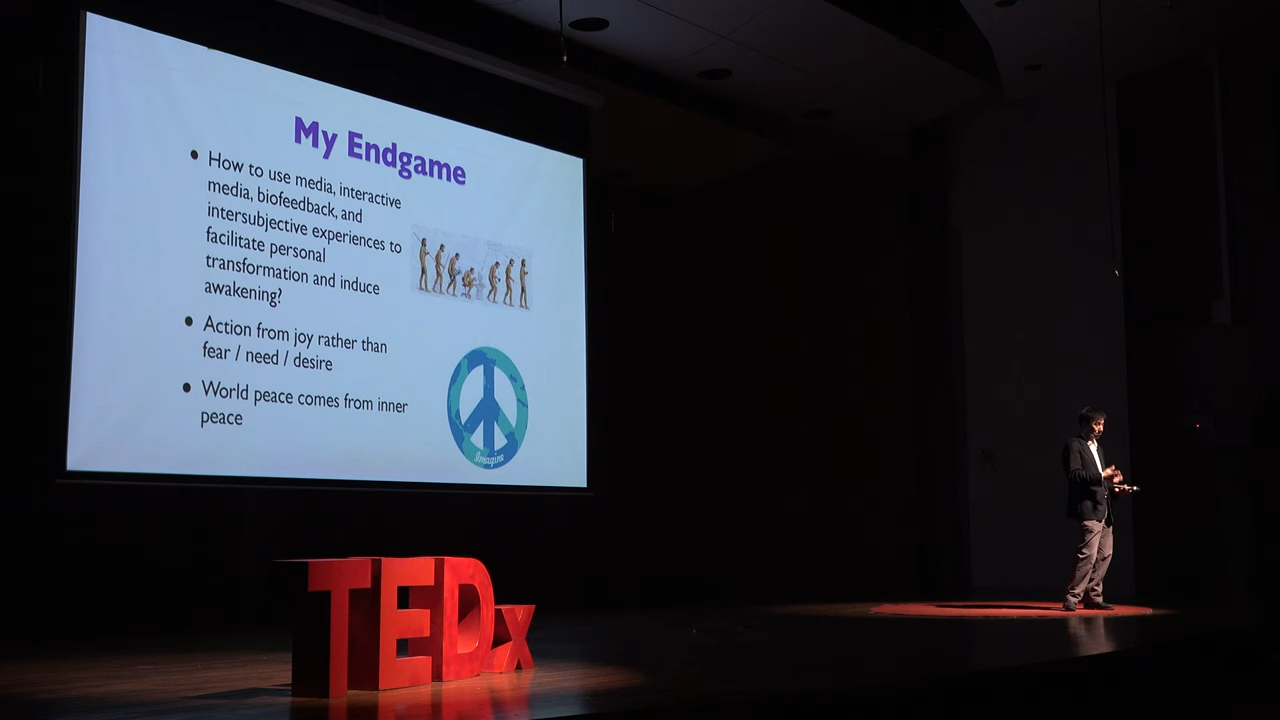 My Endgame
• How to use media, interactive
media, biofeedback, and
intersubjective experiences to
facilitate personal
transformation and induce
awakening?
• Action from joy rather than
fear / need / desire
• World peace comes from inner
peace
Imagine
TEDx